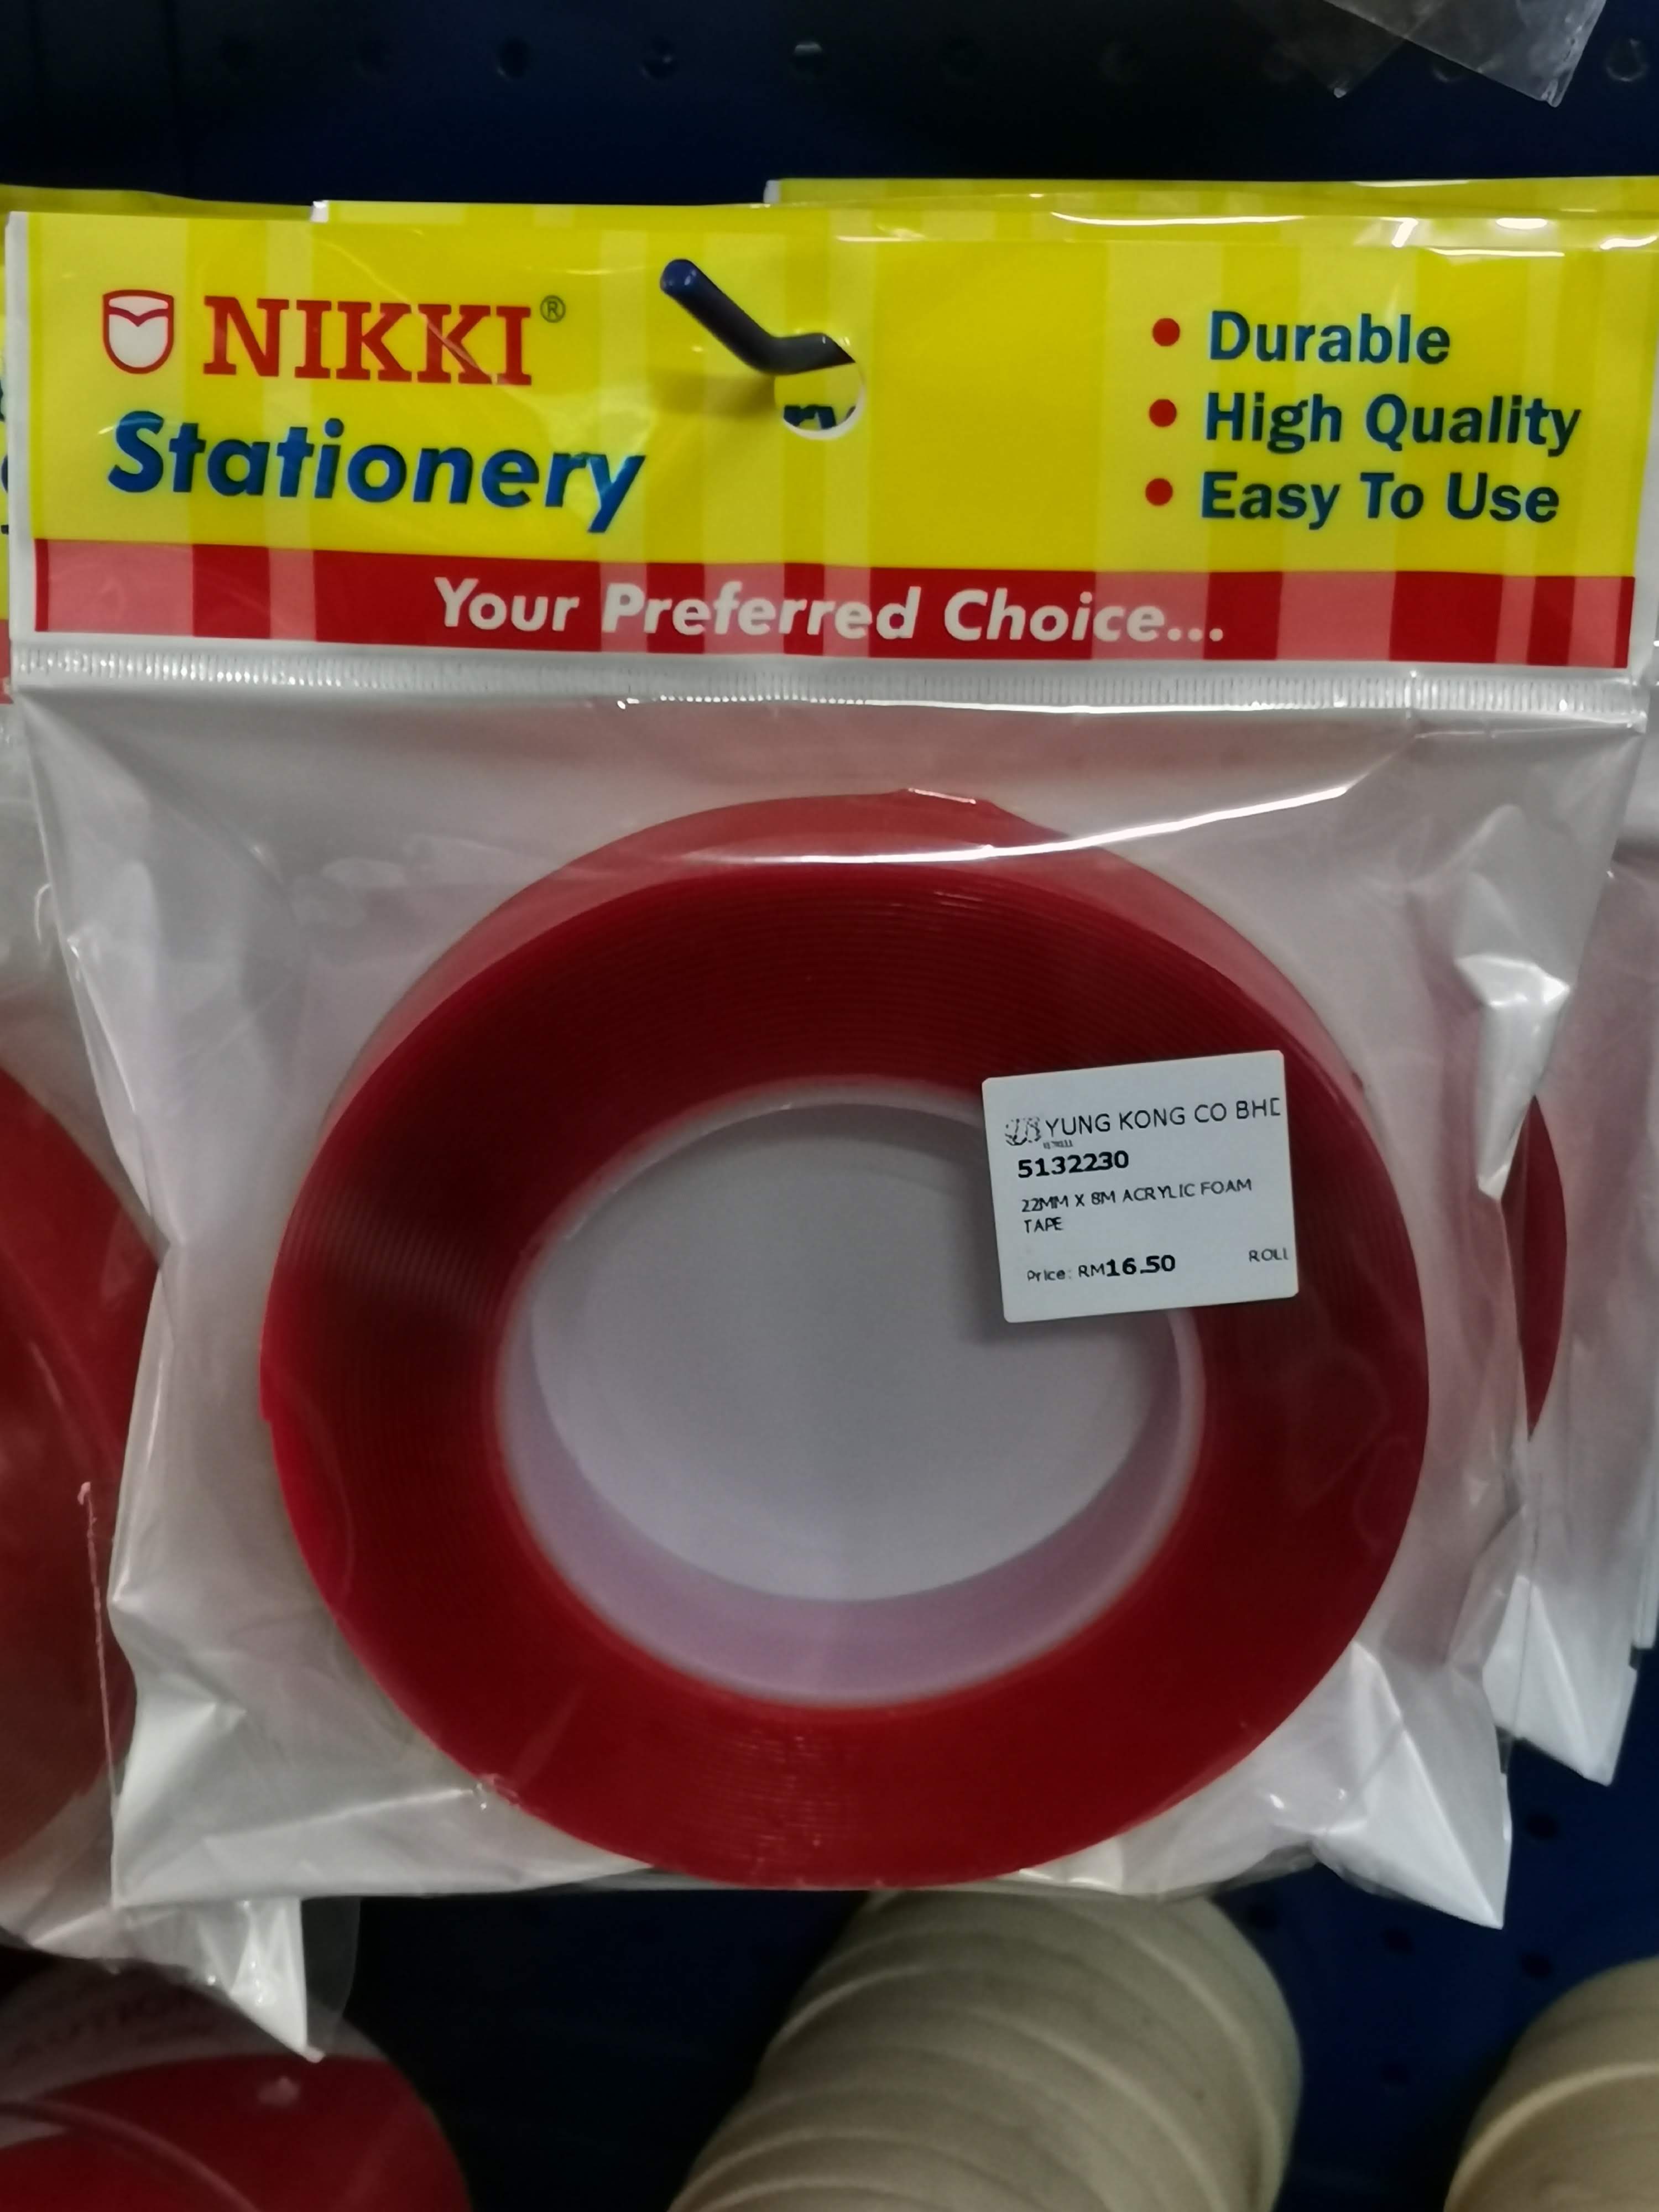 NIKKI®
Stationery
• Durable
• High Quality
• Easy To Use
Your Preferred Choice...
YUNG KONG CO BHD
5132230
22MM X 8M ACRYLIC FOAM
TAPE
Price: RM16.50 ROLL